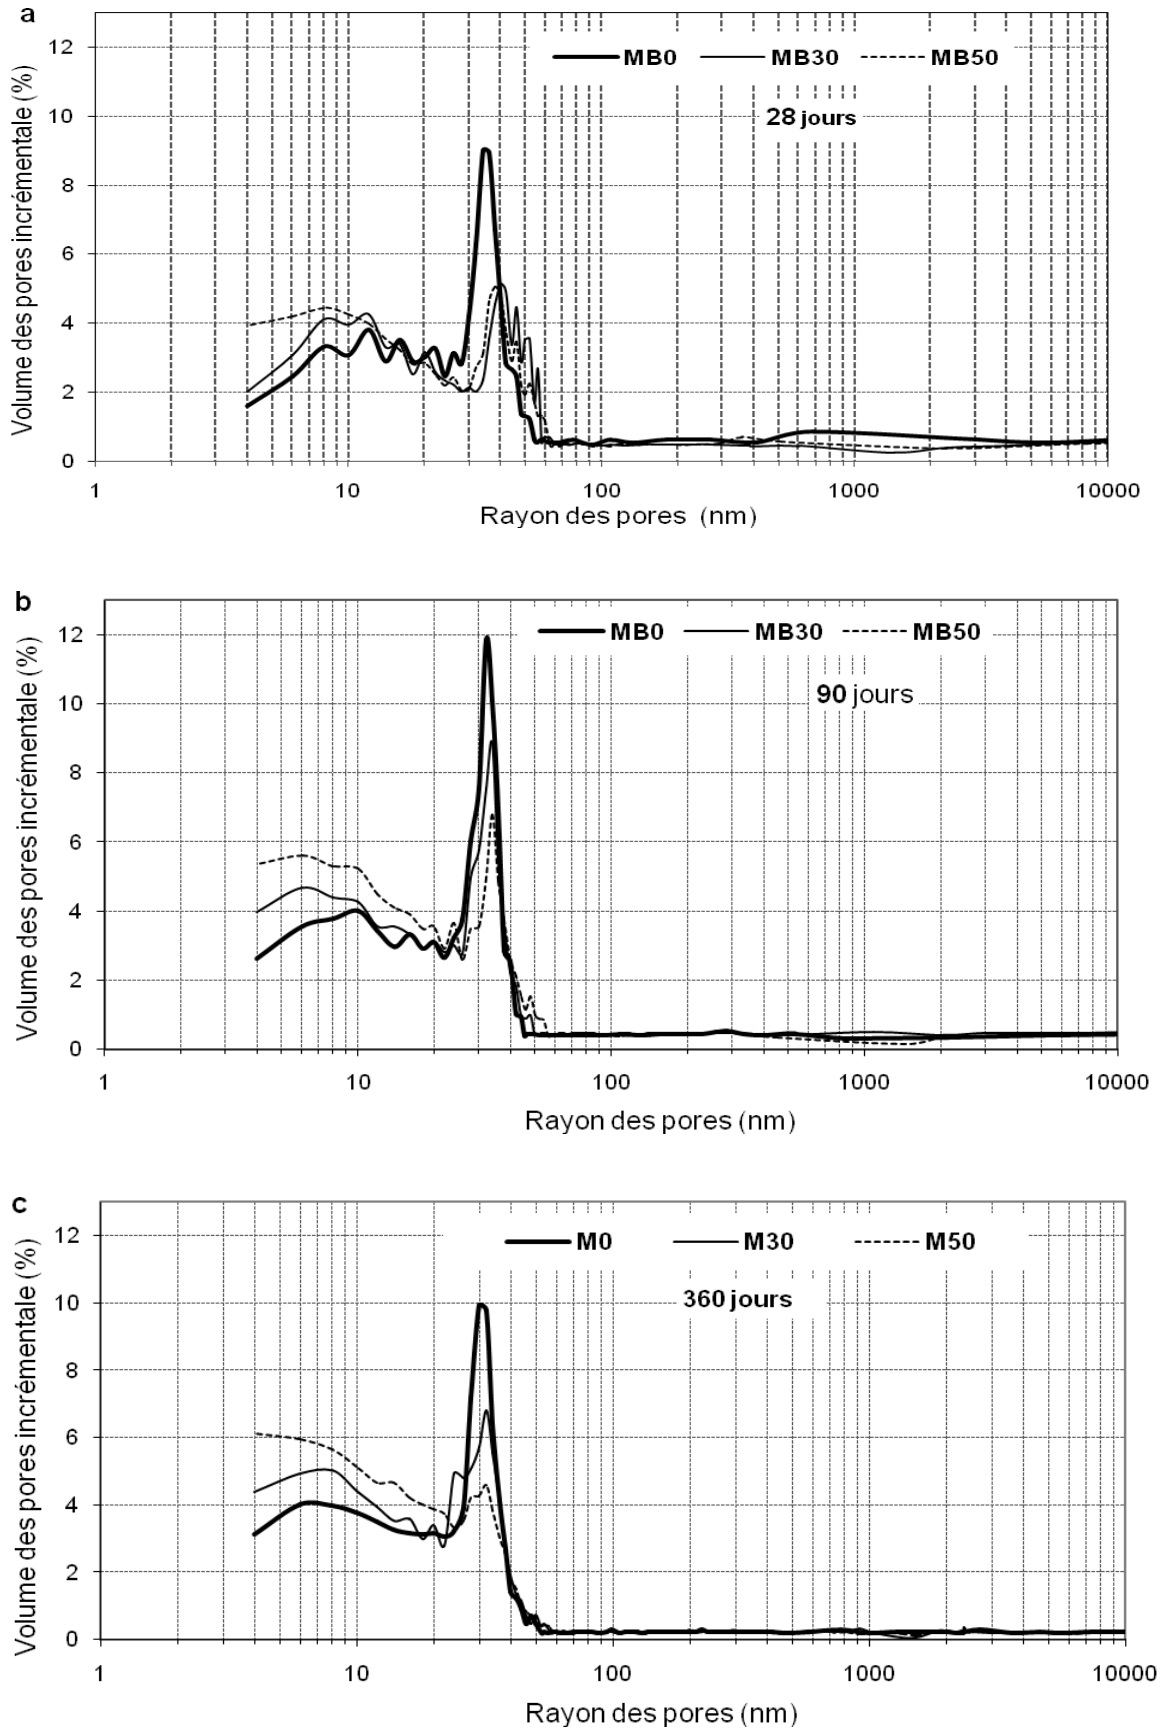 a
Volume des pores incrémentale (%)
12
10
8
6
4
2
0
MB0 MB30 MB50
28 jours
1 10 100 1000 10000
Rayon des pores (nm)
b
Volume des pores incrémentale (%)
12
10
8
6
4
2
0
MB0 MB30 MB50
90 jours
1 10 100 1000 10000
Rayon des pores (nm)
c
Volume des pores incrémentale (%)
12
10
8
6
4
2
0
M0 M30 M50
360 jours
1 10 100 1000 10000
Rayon des pores (nm)